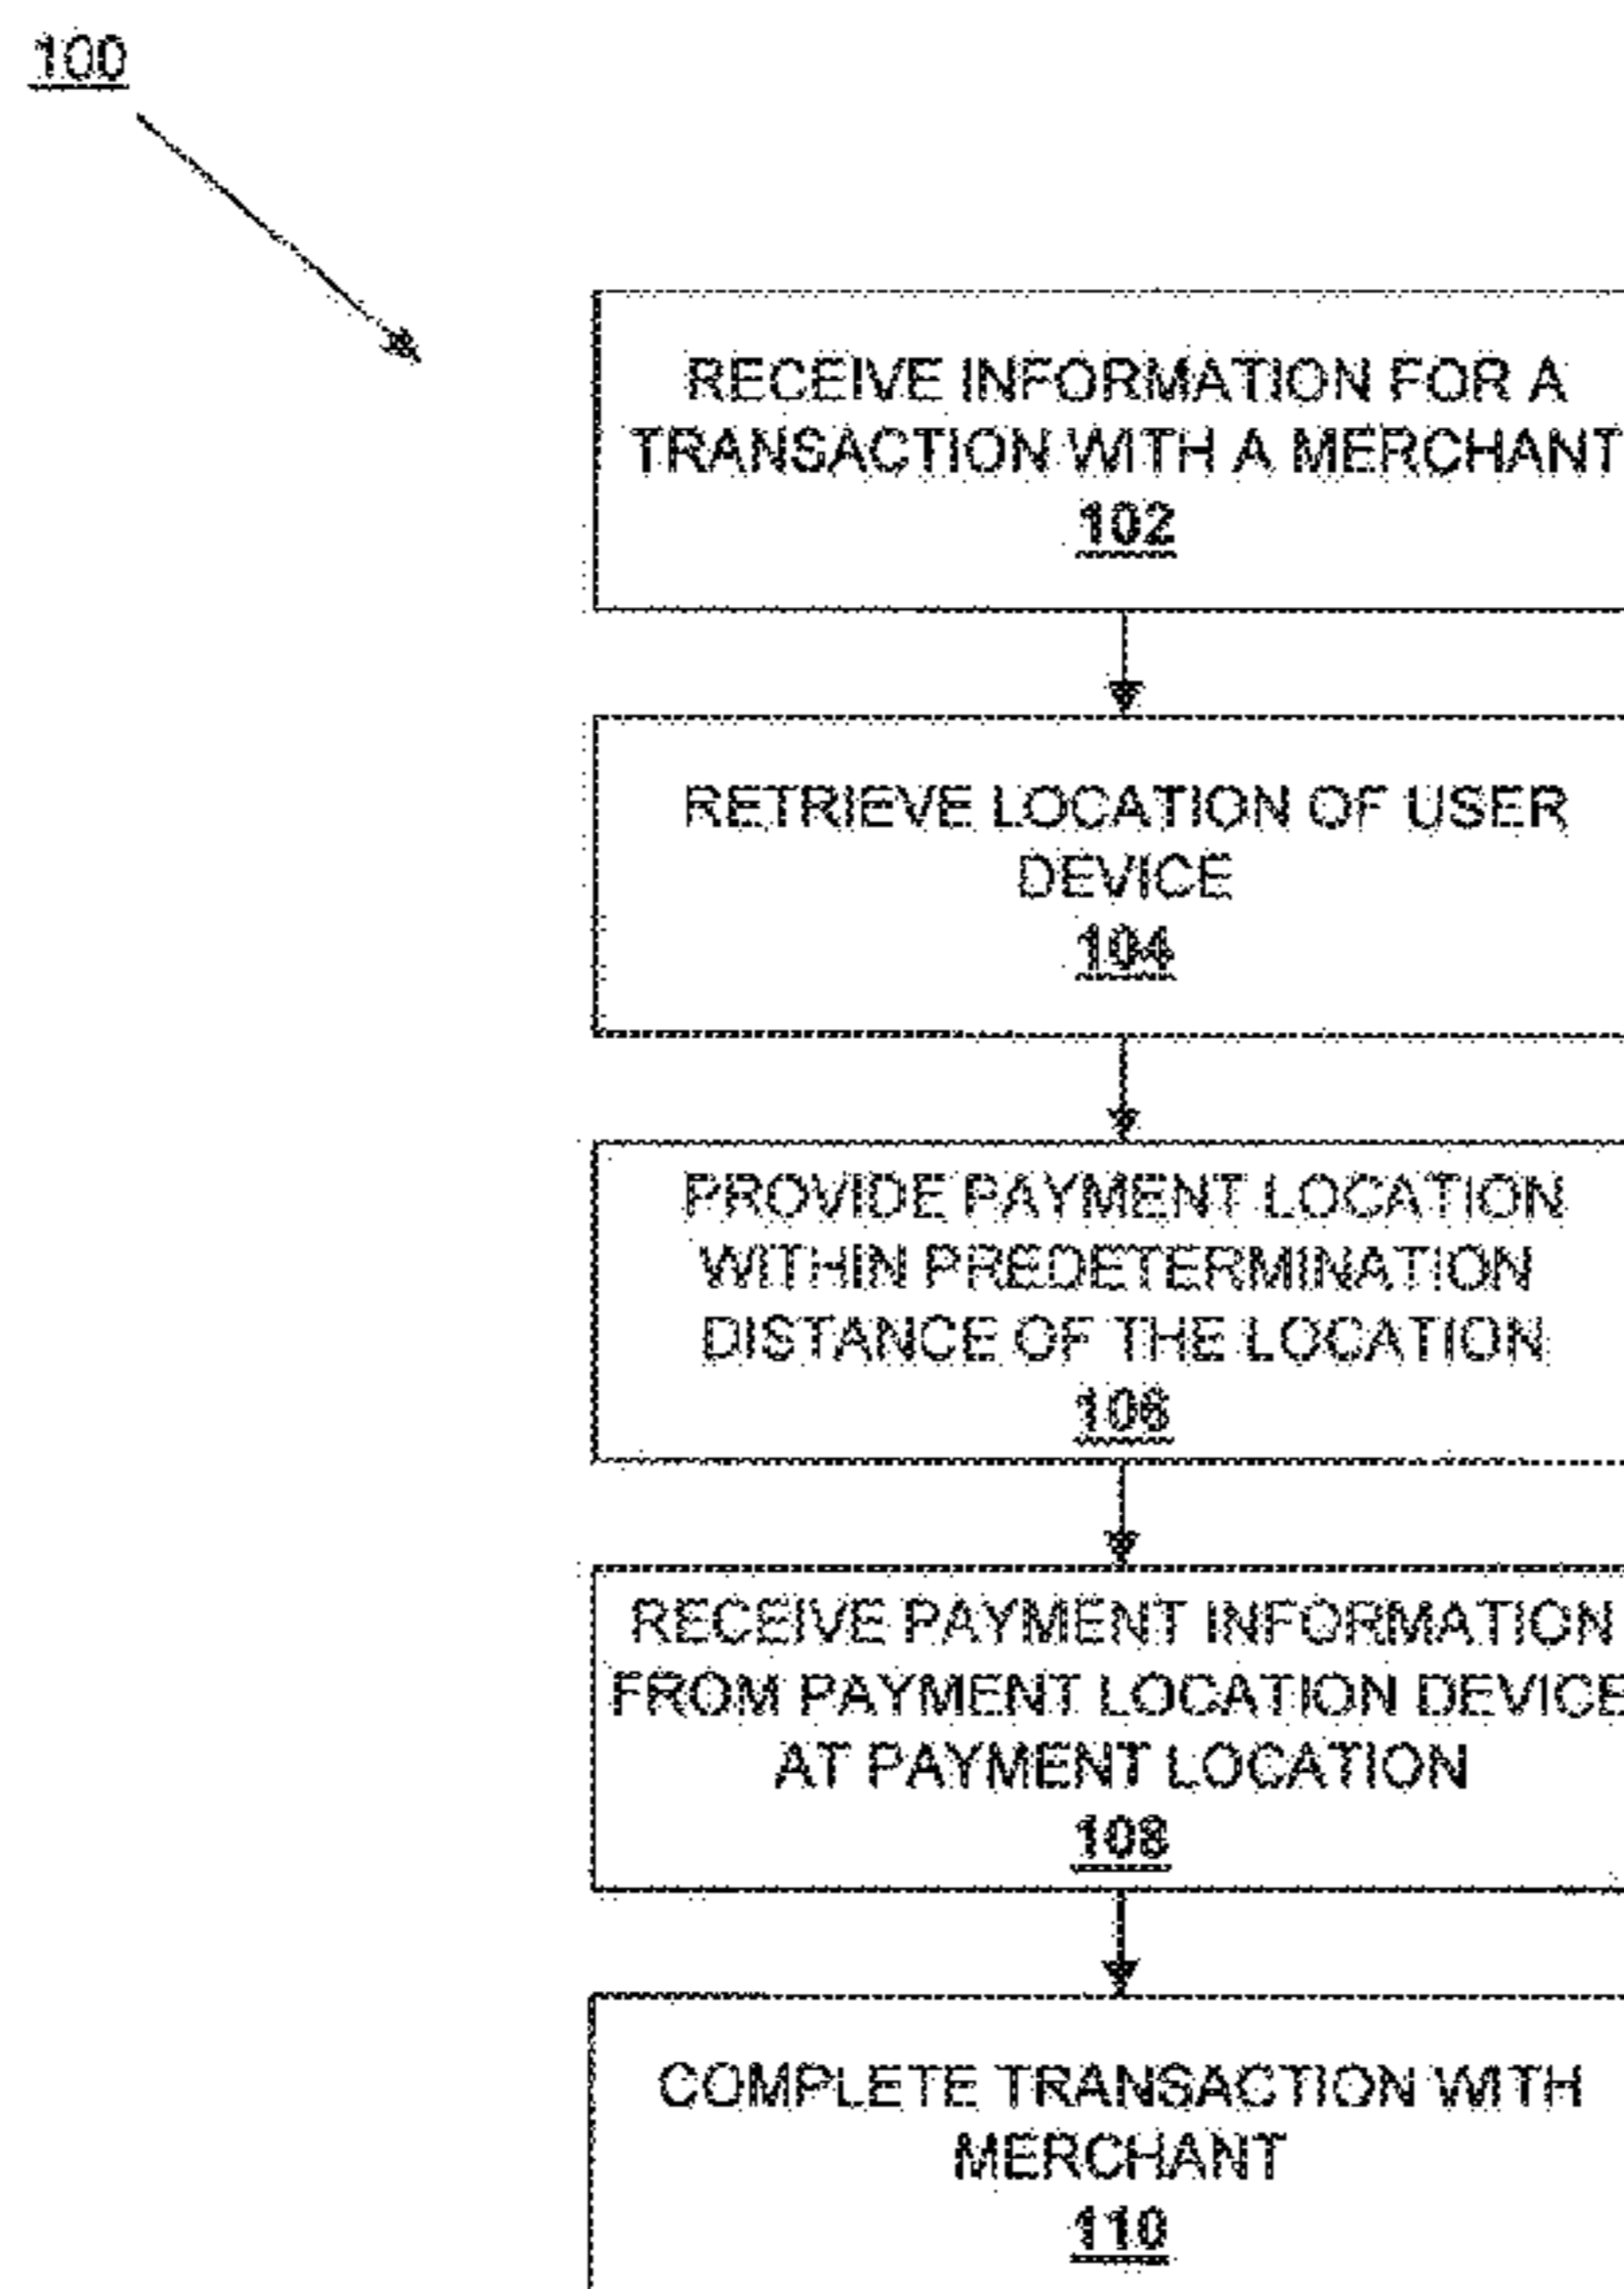 100
RECEIVE INFORMATION FOR A
TRANSACTION WITH A MERCHANT
102
RETRIEVE LOCATION OF USER
DEVICE
104
PROVIDE PAYMENT LOCATION
WITHIN PREDETERMINATION
DISTANCE OF THE LOCATION
106
RECEIVE PAYMENT INFORMATION
FROM PAYMENT LOCATION DEVICE
AT PAYMENT LOCATION
108
COMPLETE TRANSACTION WITH
MERCHANT
110